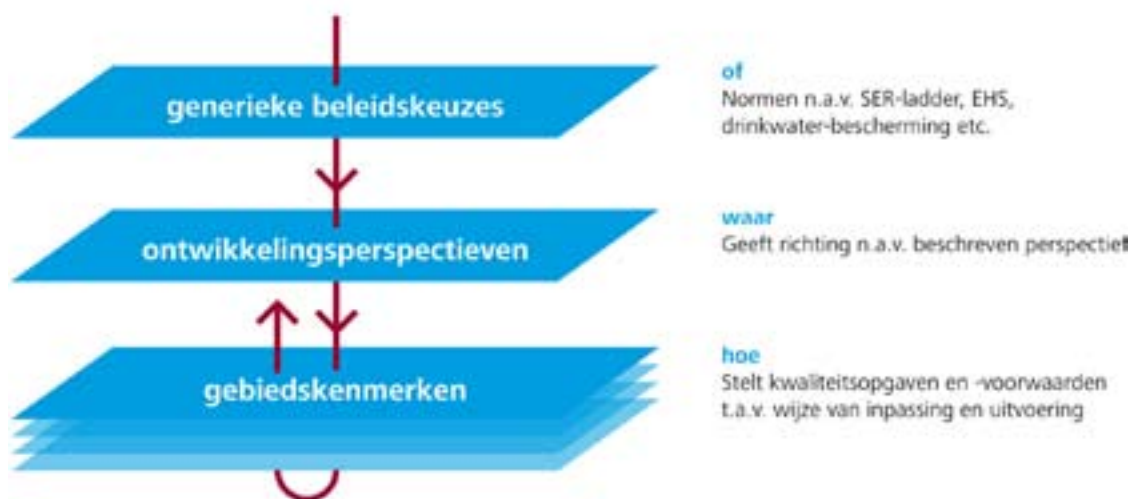 generieke beleidskeuzes
of
Normen n.a.v. SER-ladder, EHS,
drinkwater-bescherming etc.
ontwikkelingsperspectieven
waar
Geeft richting n.a.v. beschreven perspectief
gebiedskenmerken
hoe
Stelt kwaliteitsopgaven en -voorwaarden
t.a.v. wijze van inpassing en uitvoering